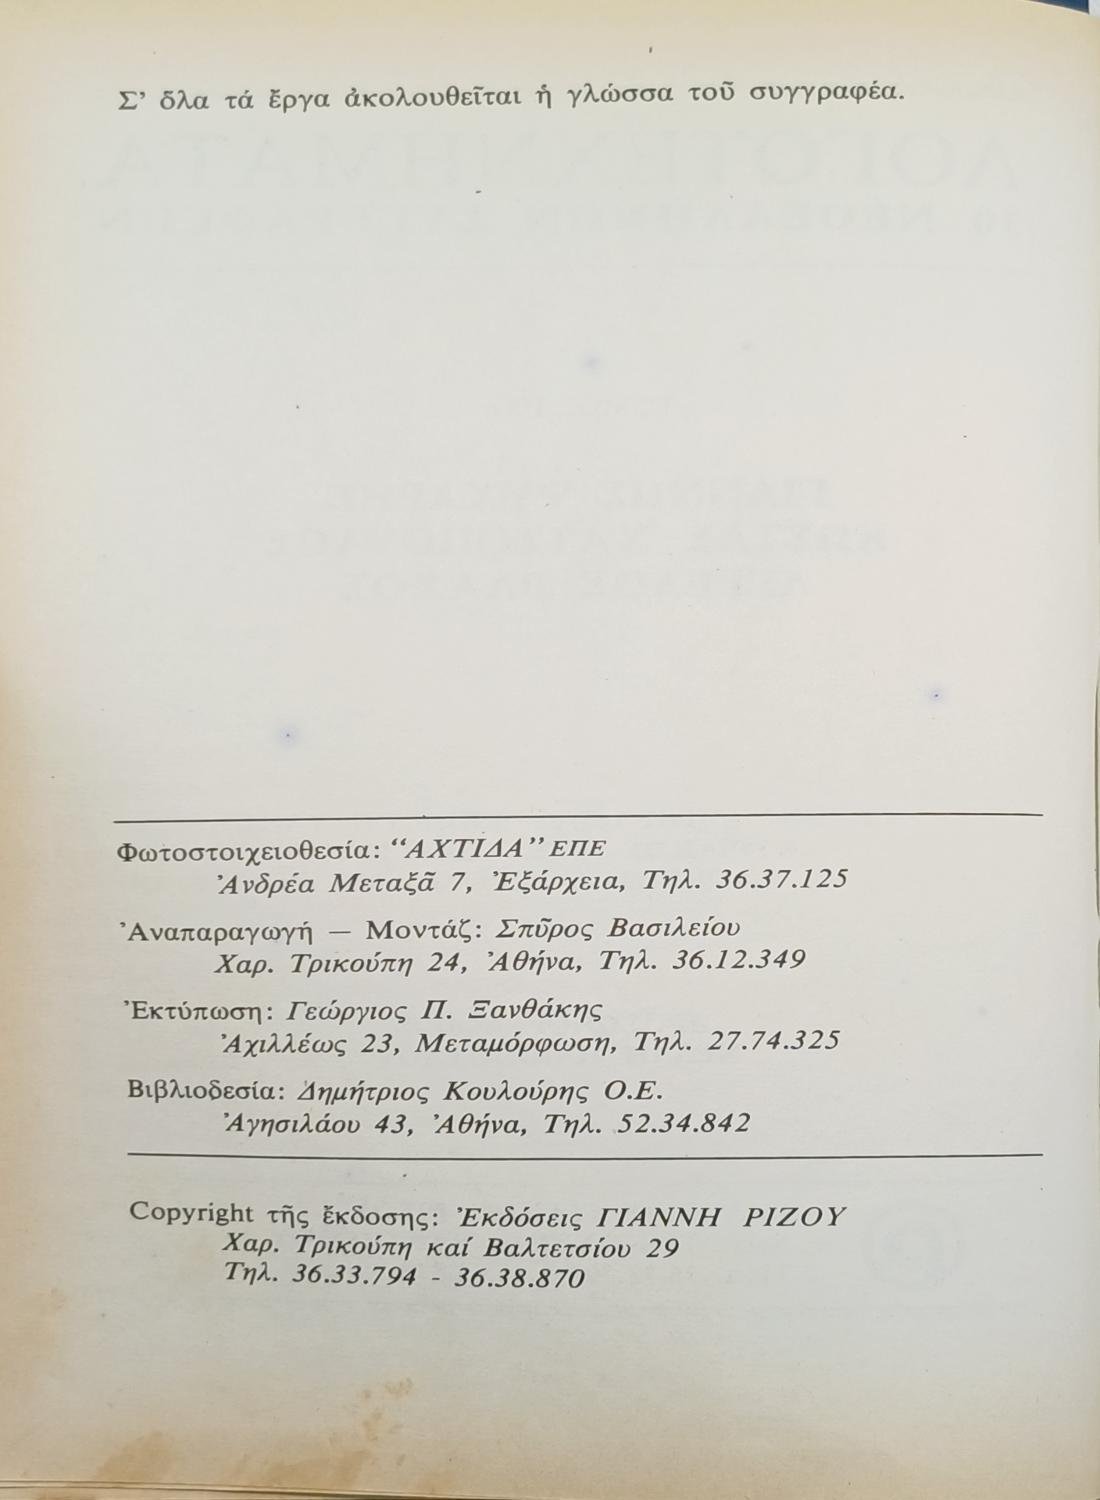 Σ’ ὅλα τά ἔργα ἀκολουθεῖται ἡ γλώσσα τοῦ συγγραφέα.
Φωτοστοιχειοθεσία: “ΑΧΤΙΔΑ” ΕΠΕ
Ἀνδρέα Μεταξᾶ 7, Ἐξάρχεια, Τηλ. 36.37.125
Ἀναπαραγωγή — Μοντάζ: Σπῦρος Βασιλείου
Χαρ. Τρικούπη 24, Ἀθήνα, Τηλ. 36.12.349
Ἐκτύπωση: Γεώργιος Π. Ξανθάκης
Ἀχιλλέως 23, Μεταμόρφωση, Τηλ. 27.74.325
Βιβλιοδεσία: Δημήτριος Κουλούρης Ο.Ε.
Ἀγησιλάου 43, Ἀθήνα, Τηλ. 52.34.842
Copyright τῆς ἔκδοσης: Ἐκδόσεις ΓΙΑΝΝΗ ΡΙΖΟΥ
Χαρ. Τρικούπη καί Βαλτετσίου 29
Τηλ. 36.33.794 - 36.38.870